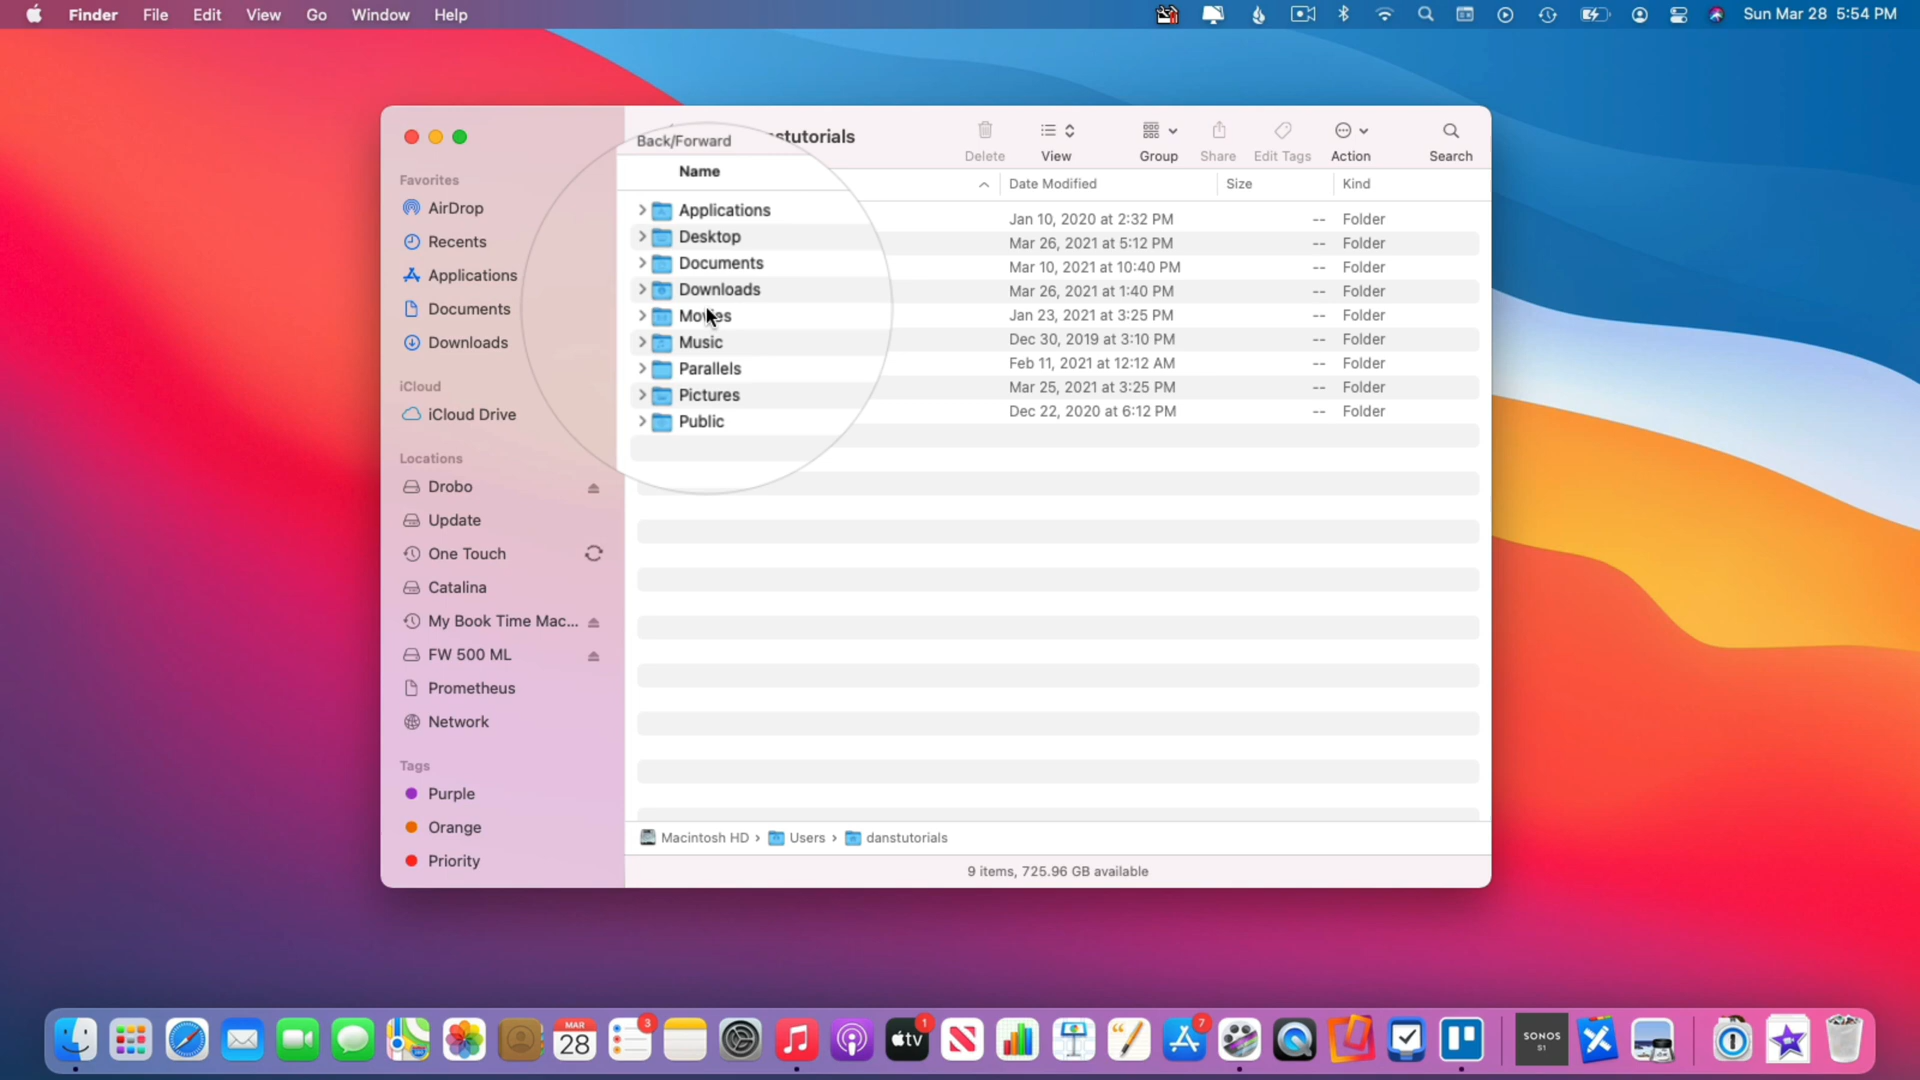 Finder File Edit View Go Window Help Sun Mar 28 5:54 PM
Back/Forward nstutorials
Delete View Group Share Edit Tags Action Search
Name Date Modified Size Kind
Favorites
AirDrop
Recents
Applications
Documents
Downloads
iCloud
iCloud Drive
Locations
Drobo
Update
One Touch
Catalina
My Book Time Mac...
FW 500 ML
Prometheus
Network
Tags
Purple
Orange
Priority
Applications Jan 10, 2020 at 2:32 PM -- Folder
Desktop Mar 26, 2021 at 5:12 PM -- Folder
Documents Mar 10, 2021 at 10:40 PM -- Folder
Downloads Mar 26, 2021 at 1:40 PM -- Folder
Movies Jan 23, 2021 at 3:25 PM -- Folder
Music Dec 30, 2019 at 3:10 PM -- Folder
Parallels Feb 11, 2021 at 12:12 AM -- Folder
Pictures Mar 25, 2021 at 3:25 PM -- Folder
Public Dec 22, 2020 at 6:12 PM -- Folder
Macintosh HD › Users › danstutorials
9 items, 725.96 GB available
MAR
28
3
tv
1
7
SONOS
S1